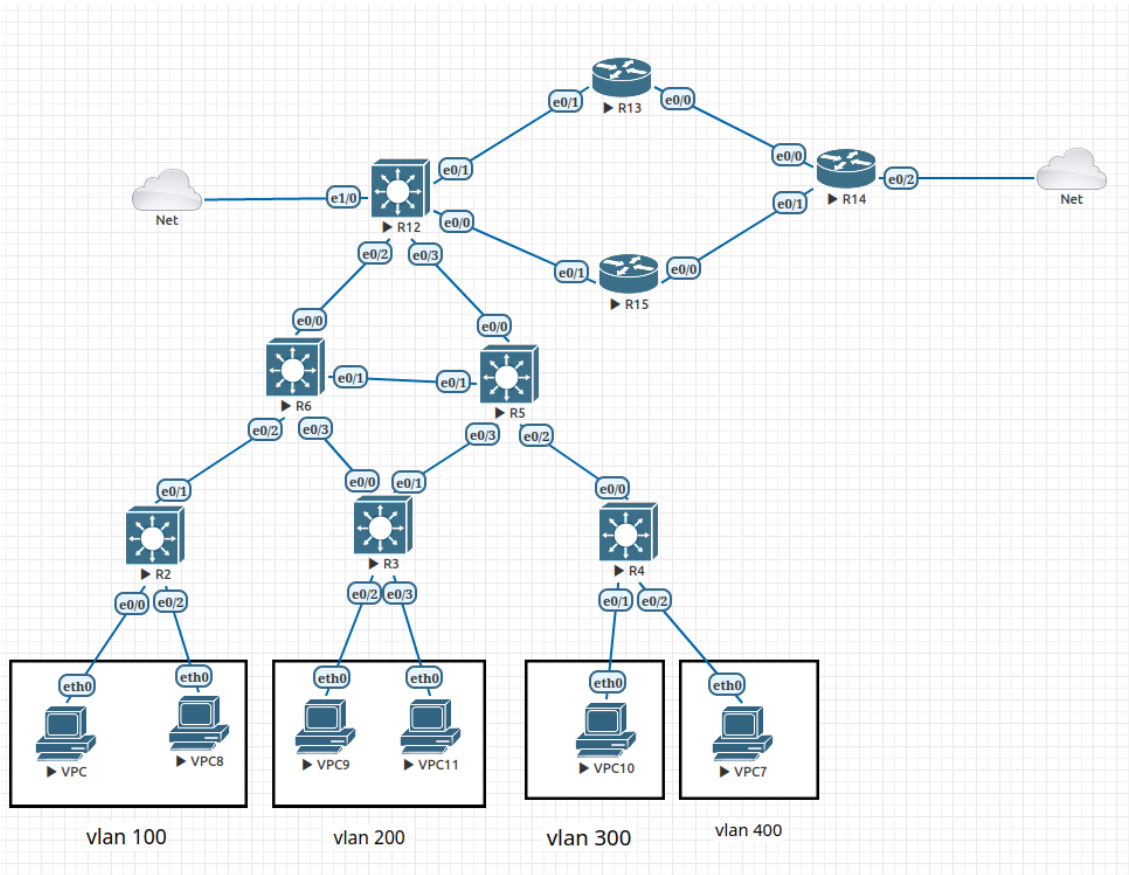 R13
e0/1
e0/0
e0/1
e0/0
R14
e0/2
Net
Net
e1/0
R12
e0/0
e0/1
e0/2
e0/3
e0/1
e0/0
R15
e0/0
e0/0
R6
e0/1
e0/1
R5
e0/2
e0/3
e0/3
e0/2
e0/1
e0/0
e0/1
e0/0
R2
R3
R4
e0/0
e0/2
e0/2
e0/3
e0/1
e0/2
eth0
eth0
eth0
eth0
eth0
eth0
VPC
VPC8
VPC9
VPC11
VPC10
VPC7
vlan 100
vlan 200
vlan 300
vlan 400